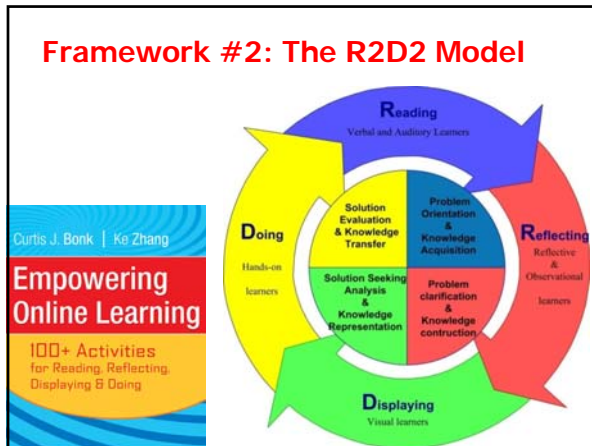 Framework #2: The R2D2 Model
Curtis J. Bonk | Ke Zhang
Empowering
Online Learning
100+ Activities
for Reading, Reflecting,
Displaying & Doing
Reading
Verbal and Auditory Learners
Reflecting
Reflective
&
Observational
learners
Displaying
Visual learners
Doing
Hands-on
learners
Solution
Evaluation
& Knowledge
Transfer
Problem
Orientation
&
Knowledge
Acquisition
Solution Seeking
Analysis
&
Knowledge
Representation
Problem
clarification &
Knowledge
contruction